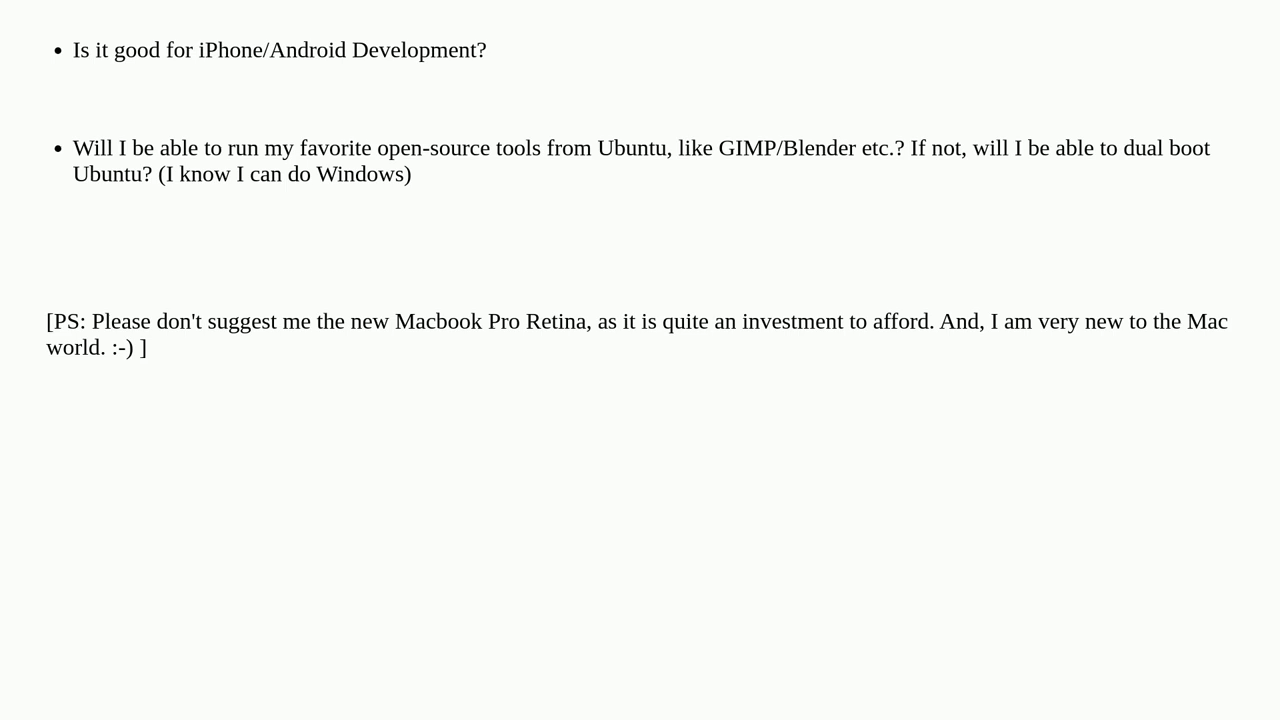 • Is it good for iPhone/Android Development?
• Will I be able to run my favorite open-source tools from Ubuntu, like GIMP/Blender etc.? If not, will I be able to dual boot
Ubuntu? (I know I can do Windows)
[PS: Please don't suggest me the new Macbook Pro Retina, as it is quite an investment to afford. And, I am very new to the Mac
world. :-) ]